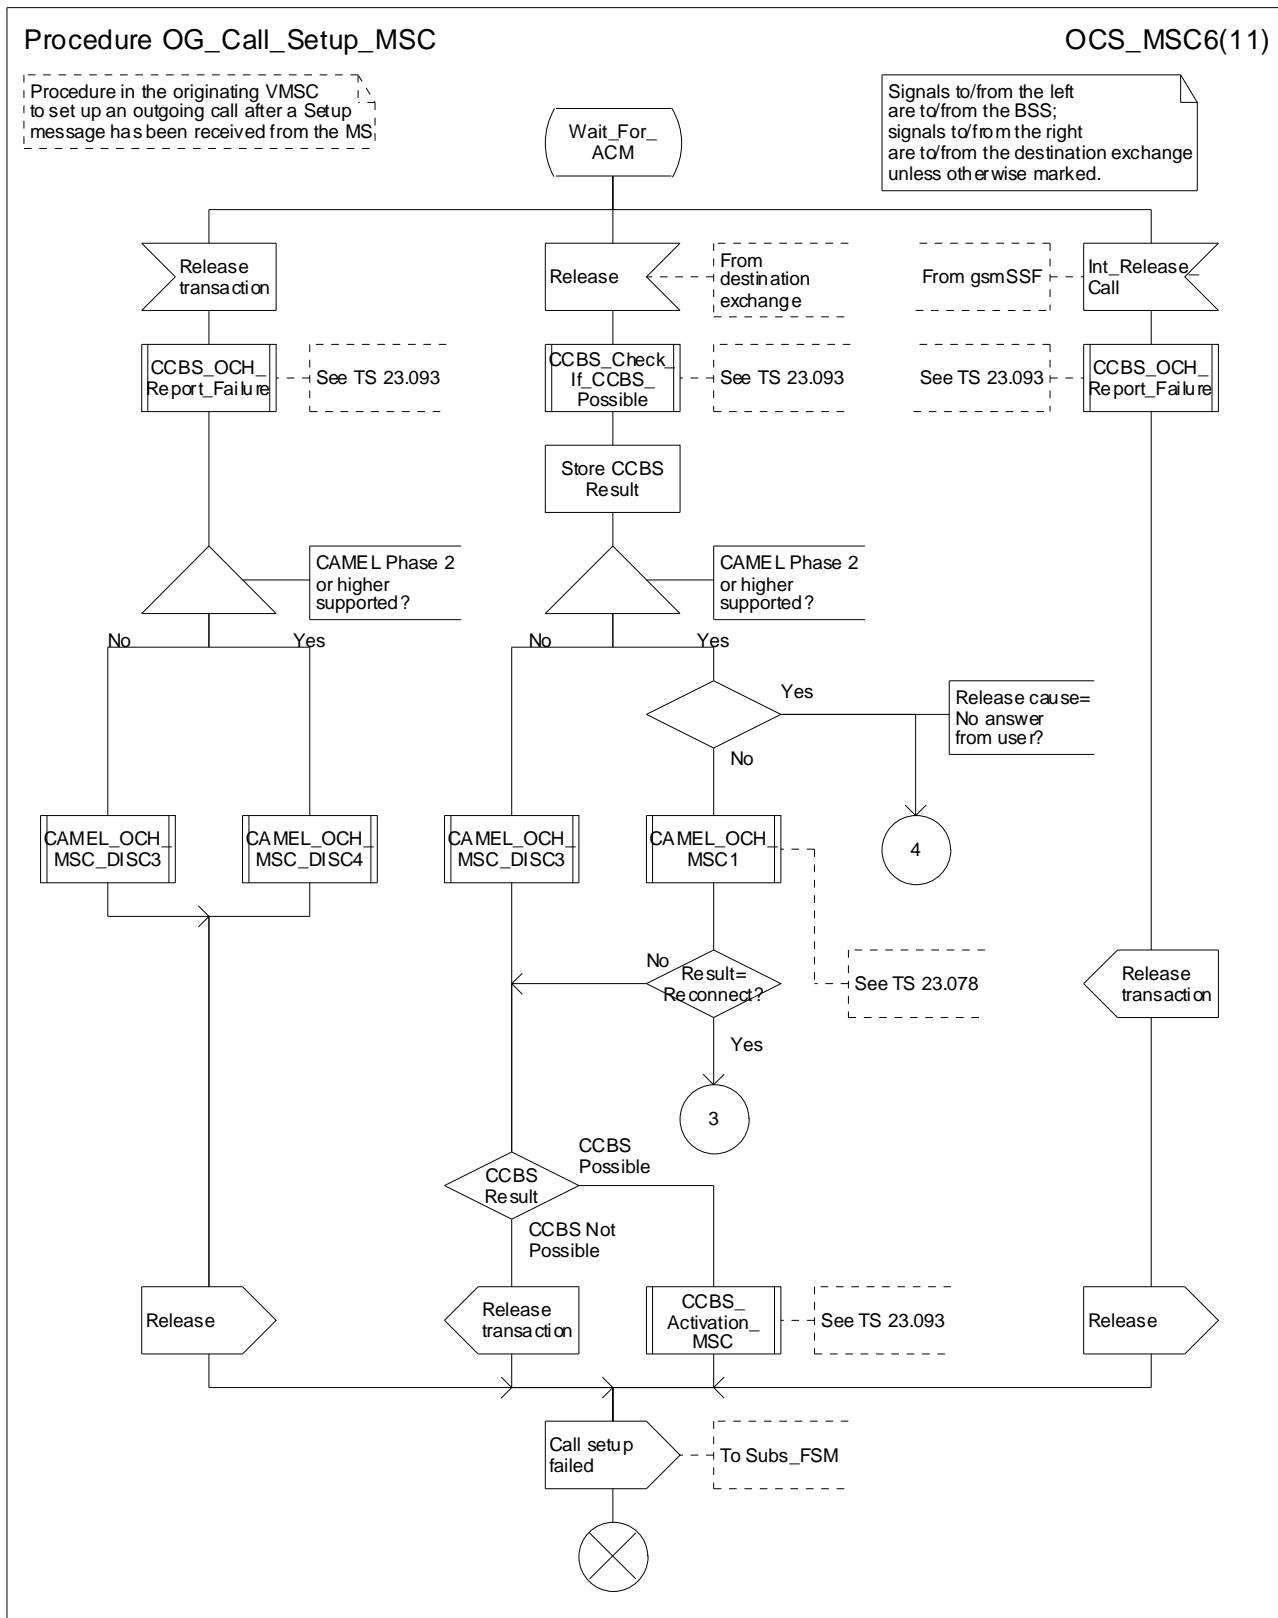 Procedure OG_Call_Setup_MSC
OCS_MSC6(11)
Procedure in the originating VMSC
to set up an outgoing call after a Setup
message has been received from the MS
Signals to/from the left
are to/from the BSS;
signals to/from the right
are to/from the destination exchange
unless otherwise marked.
Wait_For_
ACM
Release
transaction
Release
From
destination
exchange
From gsmSSF
Int_Release_
Call
CCBS_OCH_
Report_Failure
See TS 23.093
CCBS_Check_
If_CCBS_
Possible
See TS 23.093
See TS 23.093
CCBS_OCH_
Report_Failure
Store CCBS
Result
CAMEL Phase 2
or higher
supported?
CAMEL Phase 2
or higher
supported?
No
Yes
No
Yes
Yes
Release cause=
No answer
from user?
No
CAMEL_OCH_
MSC_DISC3
CAMEL_OCH_
MSC_DISC4
CAMEL_OCH_
MSC_DISC3
CAMEL_OCH_
MSC1
4
No
Result=
Reconnect?
See TS 23.078
Release
transaction
Yes
3
CCBS
Possible
CCBS
Result
CCBS Not
Possible
Release
Release
transaction
CCBS_
Activation_
MSC
See TS 23.093
Release
Call setup
failed
To Subs_FSM